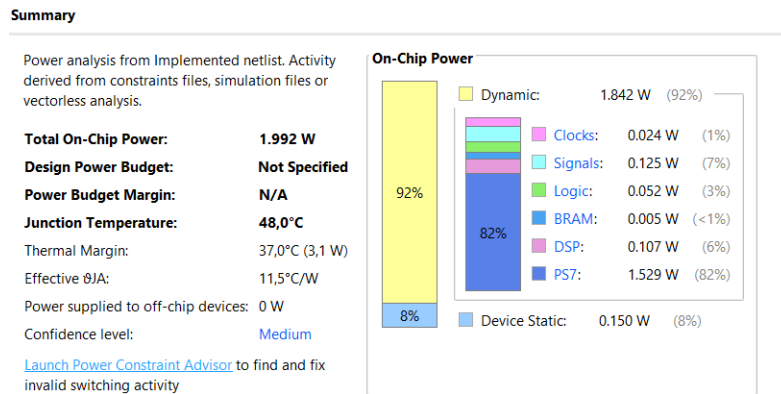 Summary
Power analysis from Implemented netlist. Activity
derived from constraints files, simulation files or
vectorless analysis.
Total On-Chip Power: 1.992 W
Design Power Budget: Not Specified
Power Budget Margin: N/A
Junction Temperature: 48,0°C
Thermal Margin: 37,0°C (3,1 W)
Effective ϑJA: 11,5°C/W
Power supplied to off-chip devices: 0 W
Confidence level: Medium
Launch Power Constraint Advisor to find and fix
invalid switching activity
On-Chip Power
92%
8%
Dynamic: 1.842 W (92%)
82%
Clocks: 0.024 W (1%)
Signals: 0.125 W (7%)
Logic: 0.052 W (3%)
BRAM: 0.005 W (<1%)
DSP: 0.107 W (6%)
PS7: 1.529 W (82%)
Device Static: 0.150 W (8%)